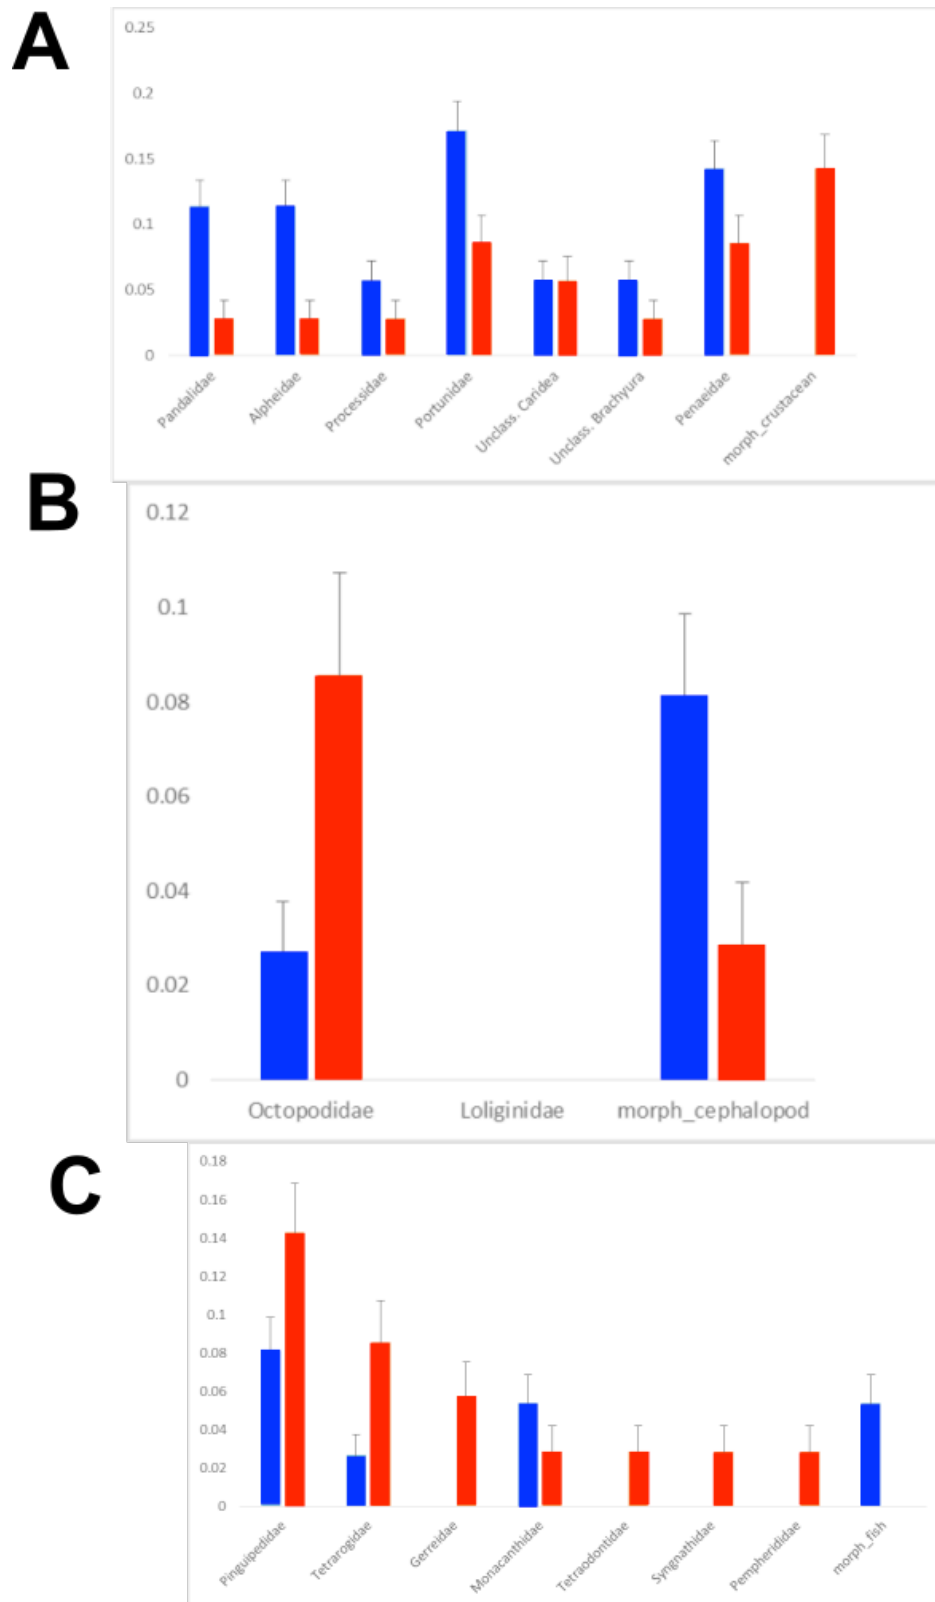 A
0.25
0.2
0.15
0.1
0.05
0
Pandalidae
Alpheidae
Processidae
Portunidae
Unclass. Caridea
Unclass. Brachyura
Penaeidae
morph_crustacean
B
0.12
0.1
0.08
0.06
0.04
0.02
0
Octopodidae Loliginidae morph_cephalopod
C
0.18
0.16
0.14
0.12
0.1
0.08
0.06
0.04
0.02
0
Pinguipedidae
Tetrarogidae
Gerreidae
Monacanthidae
Tetraodontidae
Syngnathidae
Pempherididae
morph_fish